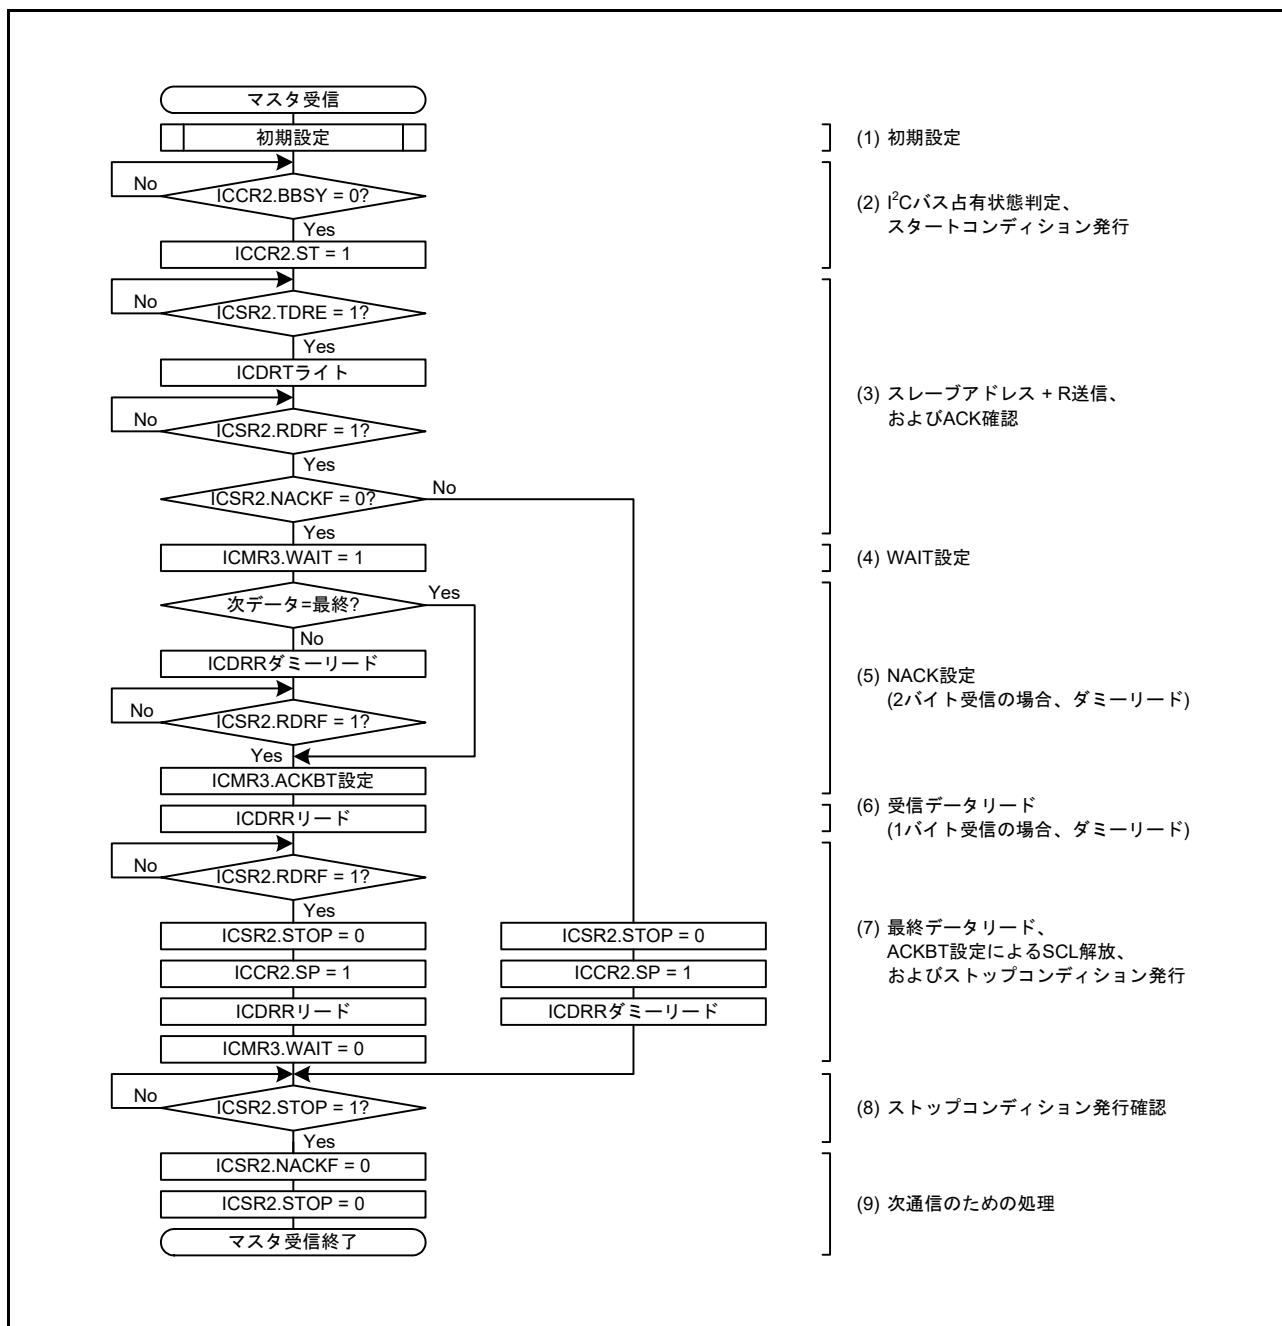 マスタ受信
初期設定
(1) 初期設定
No
ICCR2.BBSY = 0?
Yes
ICCR2.ST = 1
(2) I2Cバス占有状態判定、
スタートコンディション発行
No
ICSR2.TDRE = 1?
Yes
ICDRTライト
No
ICSR2.RDRF = 1?
Yes
ICSR2.NACKF = 0?
No
Yes
(3) スレーブアドレス + R送信、
およびACK確認
ICMR3.WAIT = 1
(4) WAIT設定
次データ=最終?
Yes
No
ICDRRダミーリード
No
ICSR2.RDRF = 1?
Yes
ICMR3.ACKBT設定
(5) NACK設定
(2バイト受信の場合、ダミーリード)
ICDRRリード
(6) 受信データリード
(1バイト受信の場合、ダミーリード)
No
ICSR2.RDRF = 1?
Yes
ICSR2.STOP = 0
ICCR2.SP = 1
ICDRRリード
ICMR3.WAIT = 0
ICSR2.STOP = 0
ICCR2.SP = 1
ICDRRダミーリード
(7) 最終データリード、
ACKBT設定によるSCL解放、
およびストップコンディション発行
No
ICSR2.STOP = 1?
Yes
(8) ストップコンディション発行確認
ICSR2.NACKF = 0
ICSR2.STOP = 0
(9) 次通信のための処理
マスタ受信終了